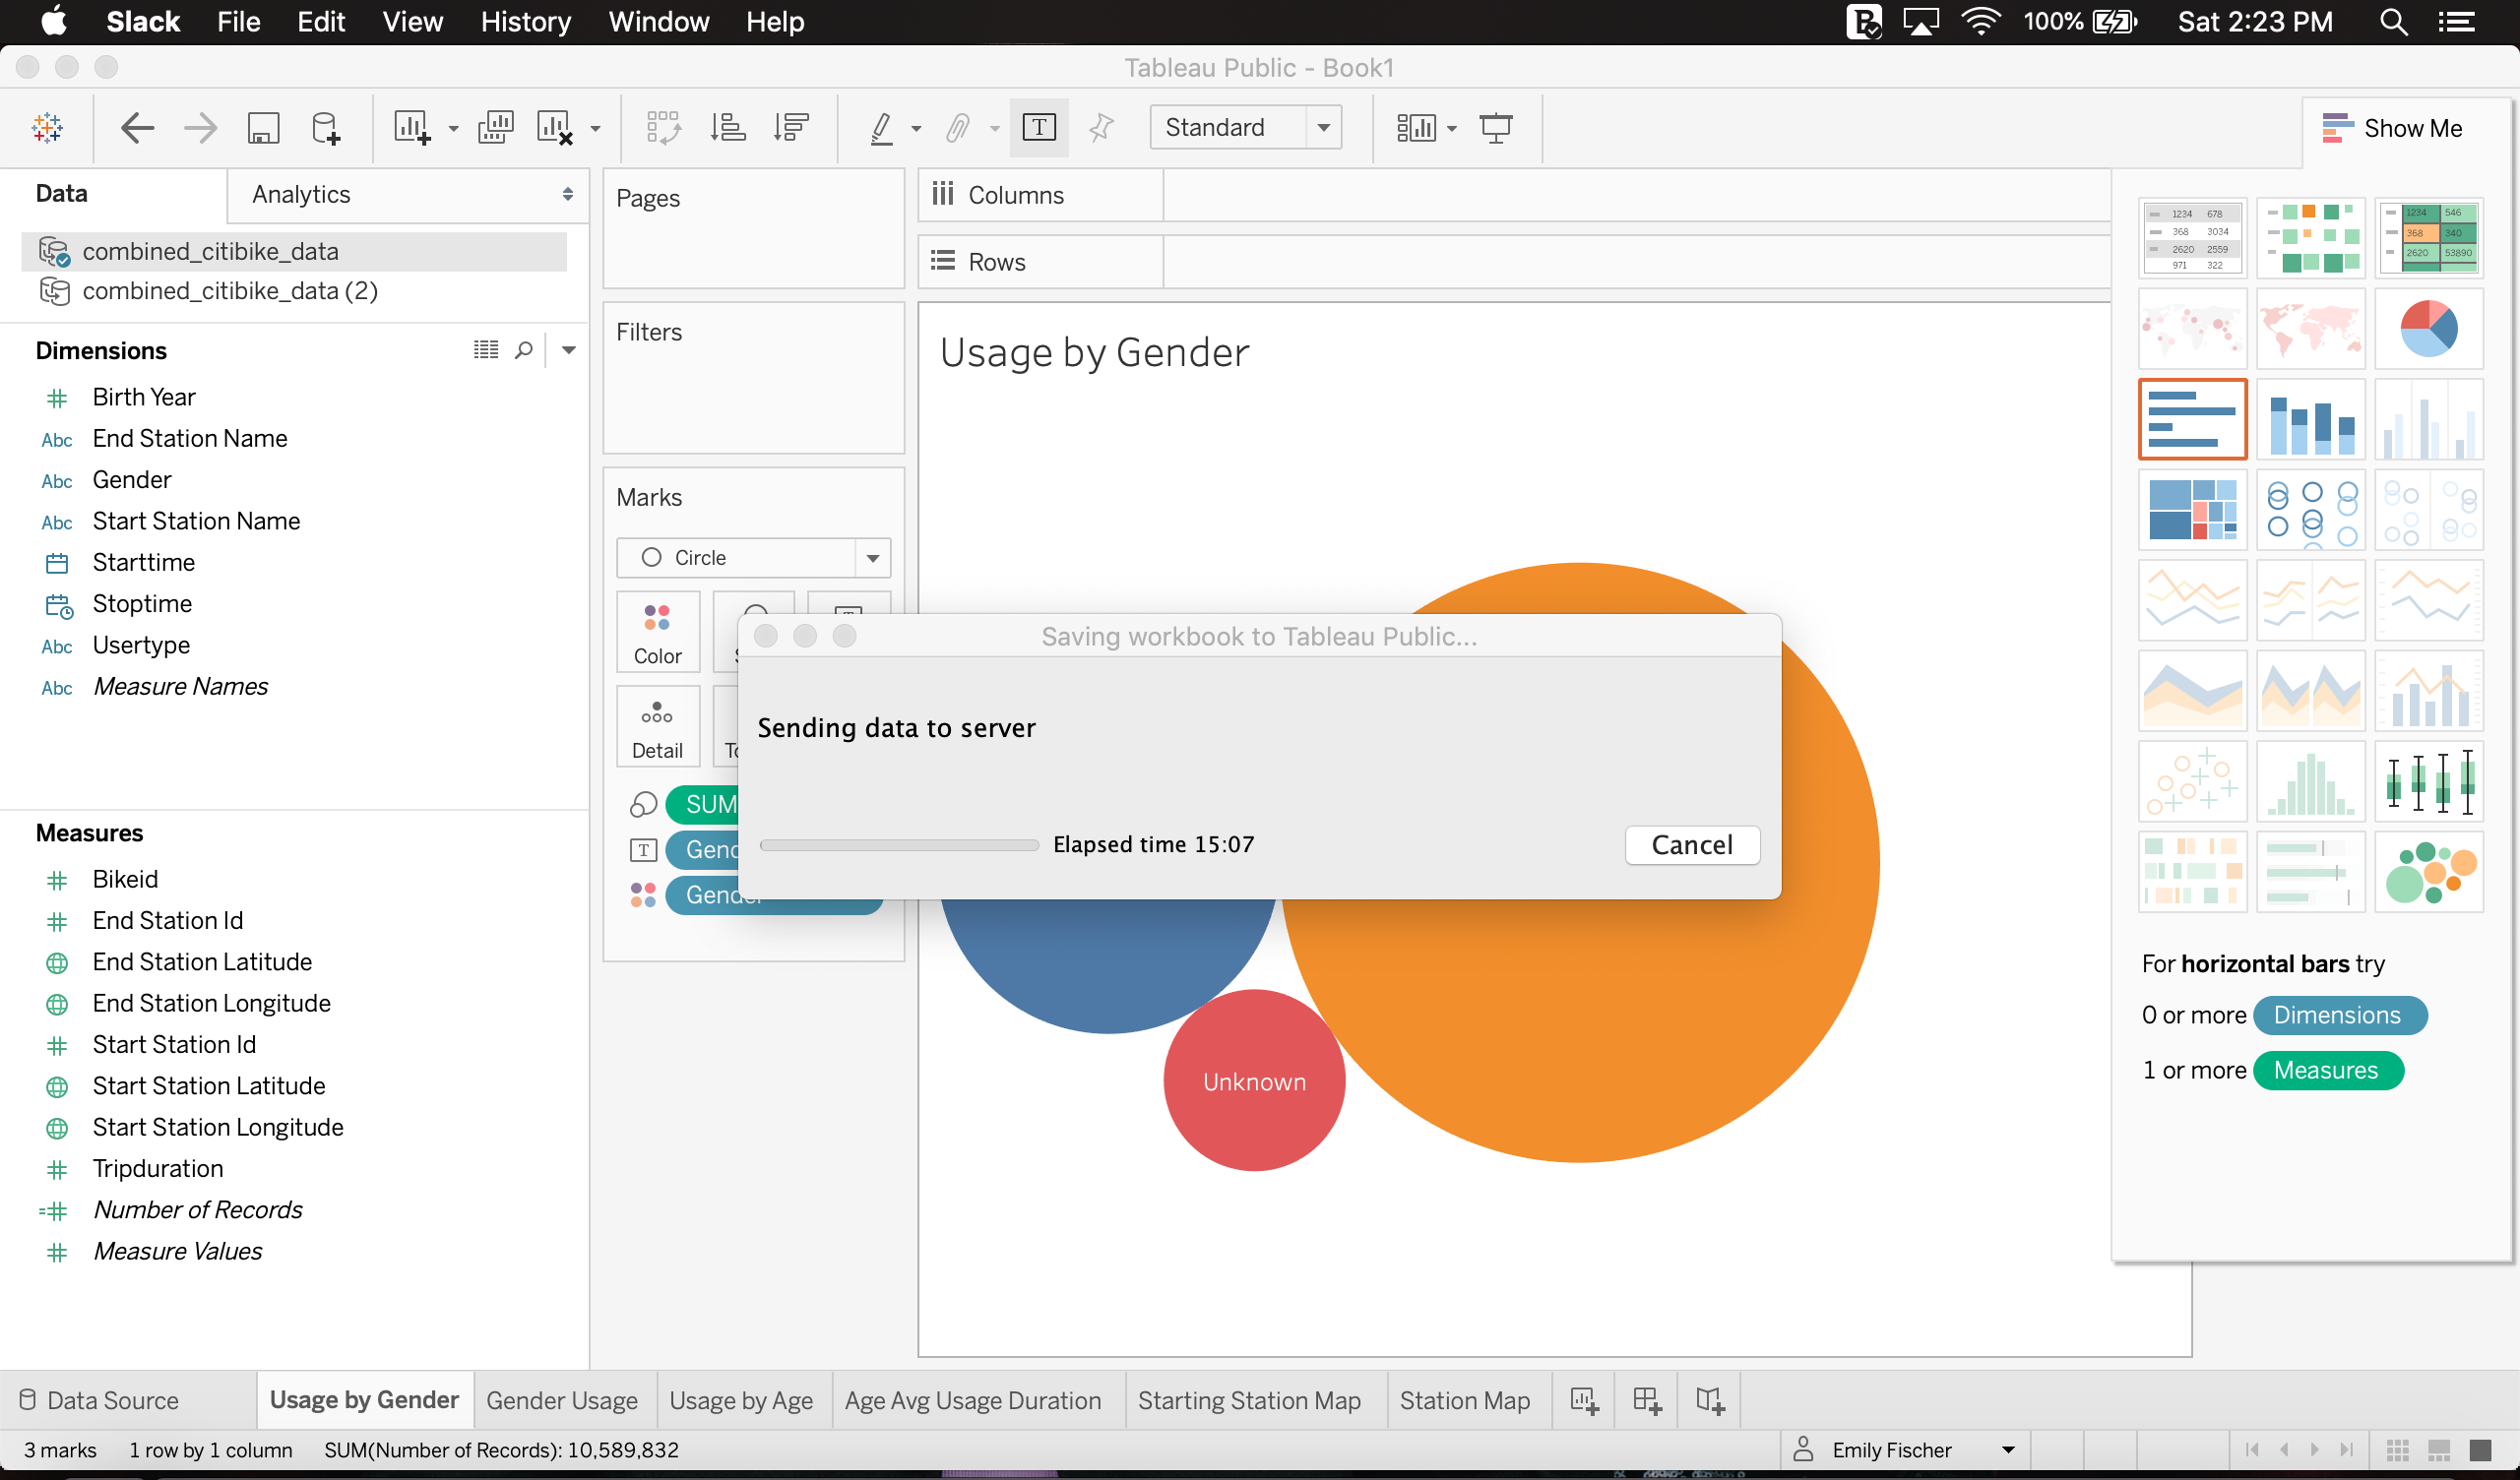 Slack File Edit View History Window Help 100% Sat 2:23 PM
Tableau Public - Book1
Standard
Show Me
Data Analytics
combined_citibike_data
combined_citibike_data (2)
Dimensions
Birth Year
Abc End Station Name
Abc Gender
Abc Start Station Name
Starttime
Stoptime
Abc Usertype
Abc Measure Names
Measures
Bikeid
End Station Id
End Station Latitude
End Station Longitude
Start Station Id
Start Station Latitude
Start Station Longitude
Tripduration
Number of Records
Measure Values
Pages
Filters
Marks
Circle
Color
Detail
SUM
Gend
Gender
Columns
Rows
Usage by Gender
Unknown
Saving workbook to Tableau Public...
Sending data to server
Elapsed time 15:07
Cancel
1234 678
368 3034
2620 2559
971 322
1234 546
368 340
2620 53890
For horizontal bars try
0 or more Dimensions
1 or more Measures
Data Source Usage by Gender Gender Usage Usage by Age Age Avg Usage Duration Starting Station Map Station Map
3 marks 1 row by 1 column SUM(Number of Records): 10,589,832 Emily Fischer